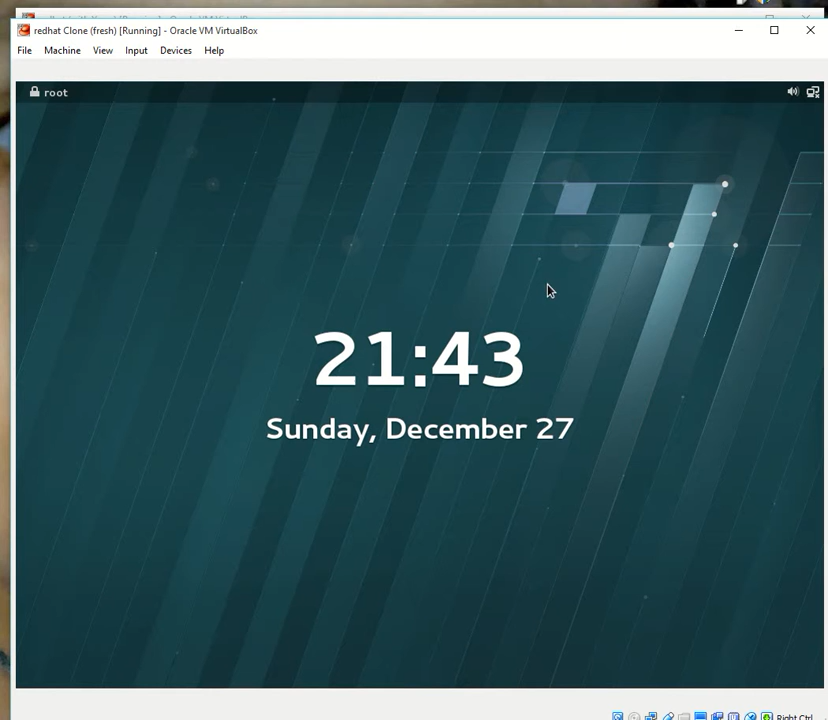 redhat Clone (fresh) [Running] - Oracle VM VirtualBox
File Machine View Input Devices Help
root
21:43
Sunday, December 27
Right Ctrl